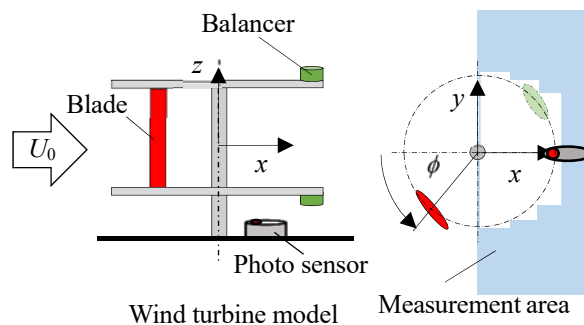 Balancer
z
Blade
U0
x
Photo sensor
Wind turbine model
y
ϕ
x
Measurement area